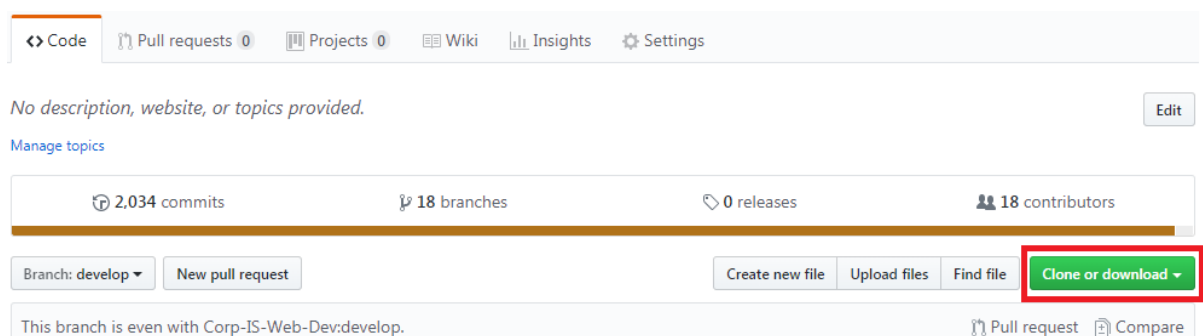 Code Pull requests 0 Projects 0 Wiki Insights Settings
No description, website, or topics provided. Edit
Manage topics
2,034 commits 18 branches 0 releases 18 contributors
Branch: develop New pull request Create new file Upload files Find file Clone or download
This branch is even with Corp-IS-Web-Dev:develop. Pull request Compare